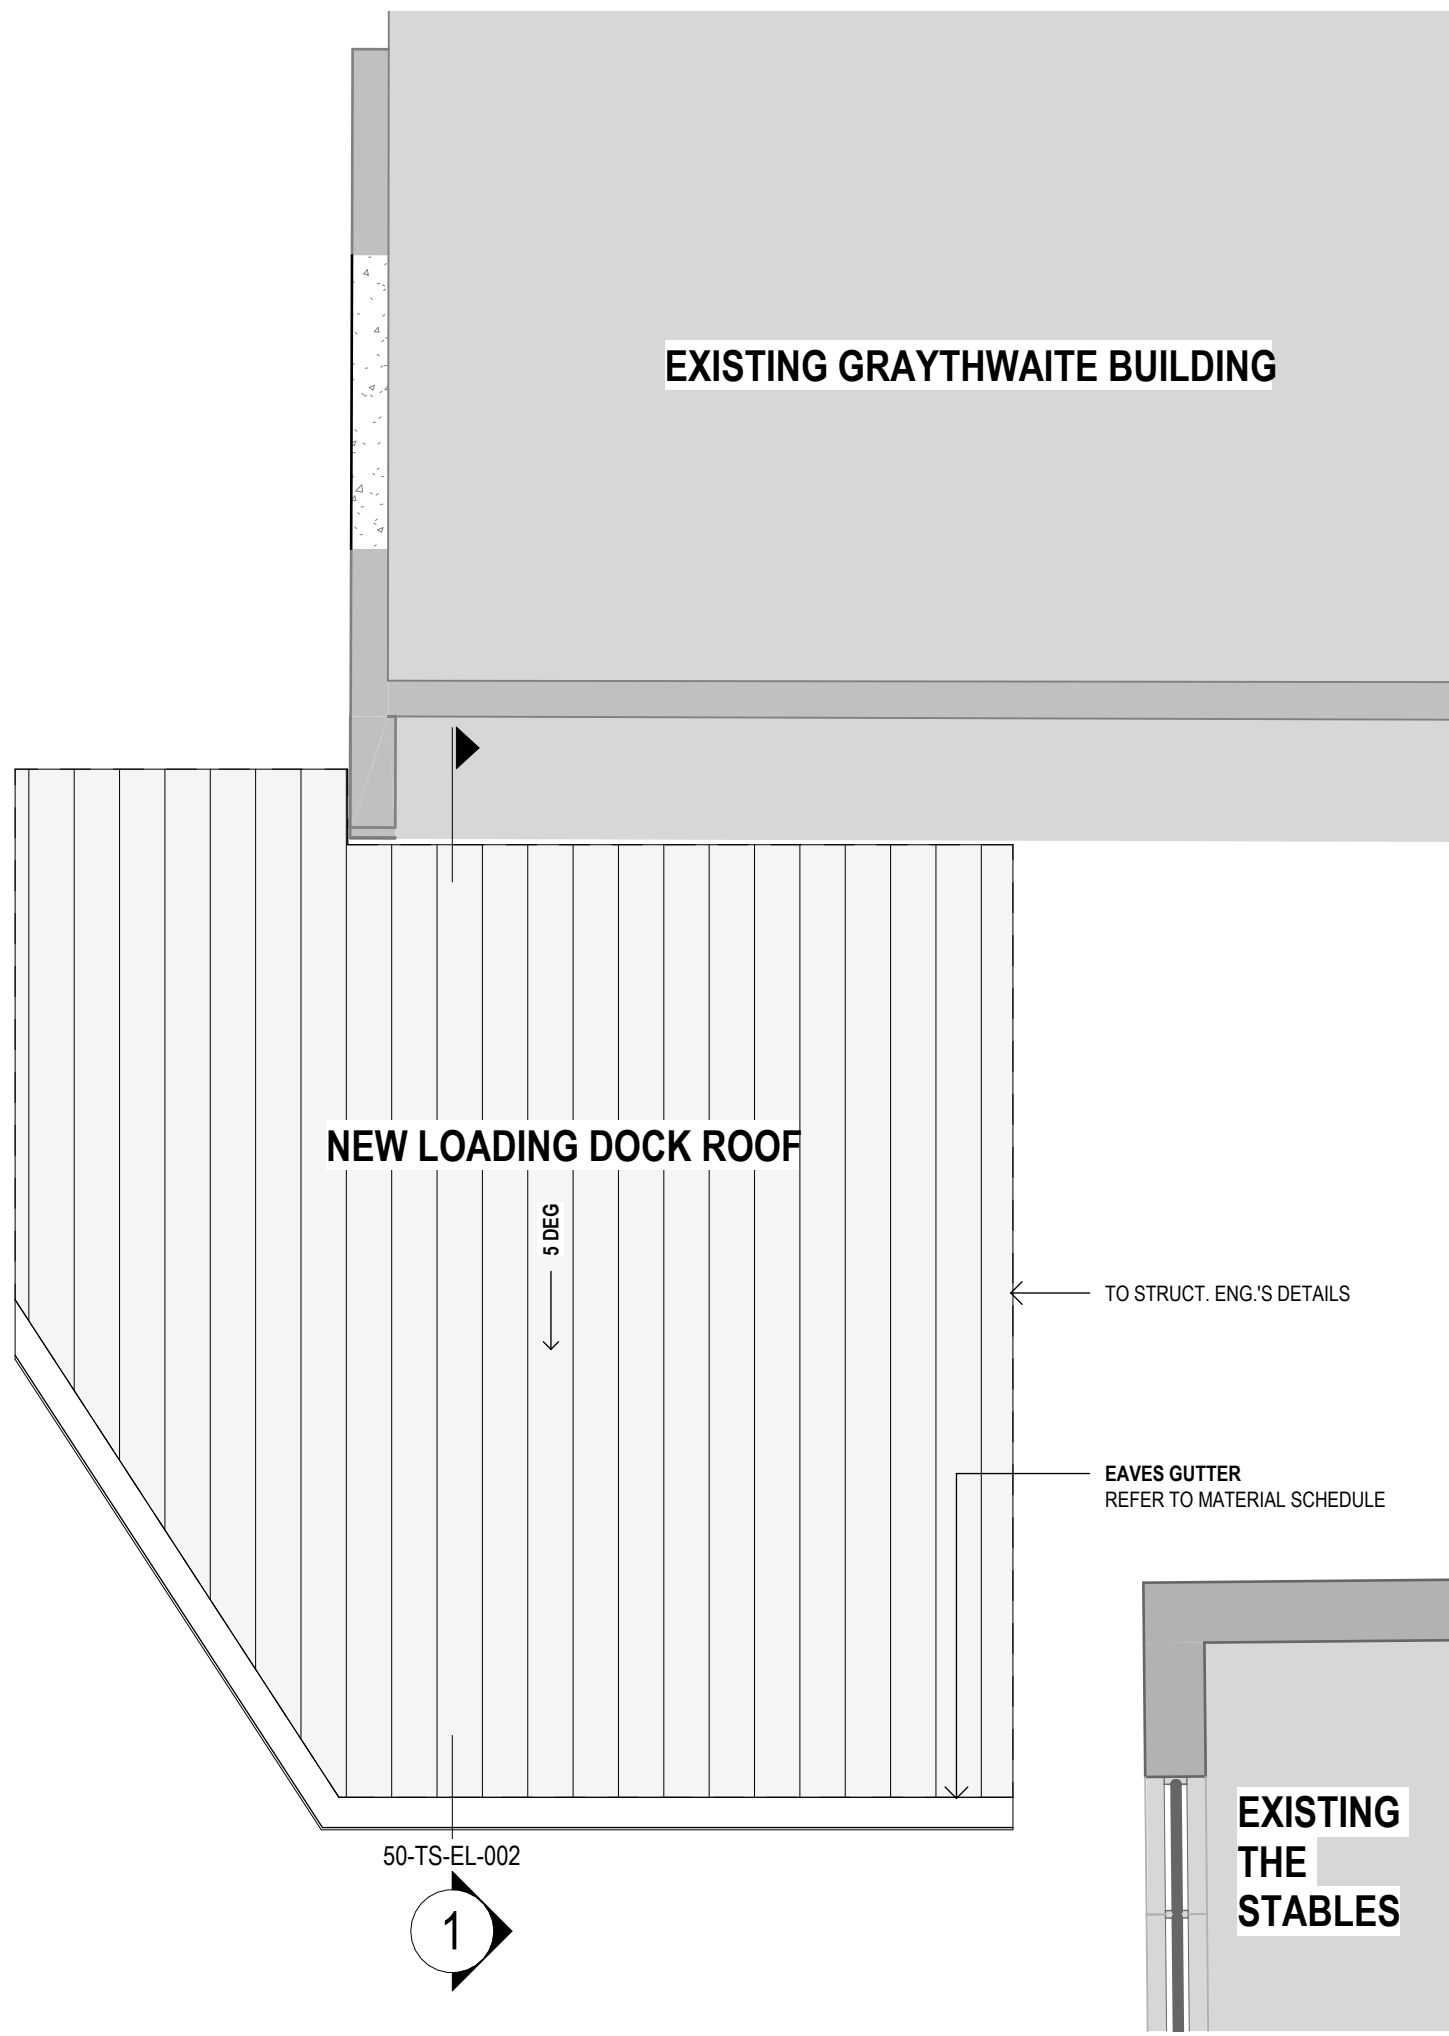 EXISTING GRAYTHWAITE BUILDING
NEW LOADING DOCK ROOF
5 DEG
TO STRUCT. ENG.'S DETAILS
EAVES GUTTER
REFER TO MATERIAL SCHEDULE
EXISTING
THE
STABLES
50-TS-EL-002
1